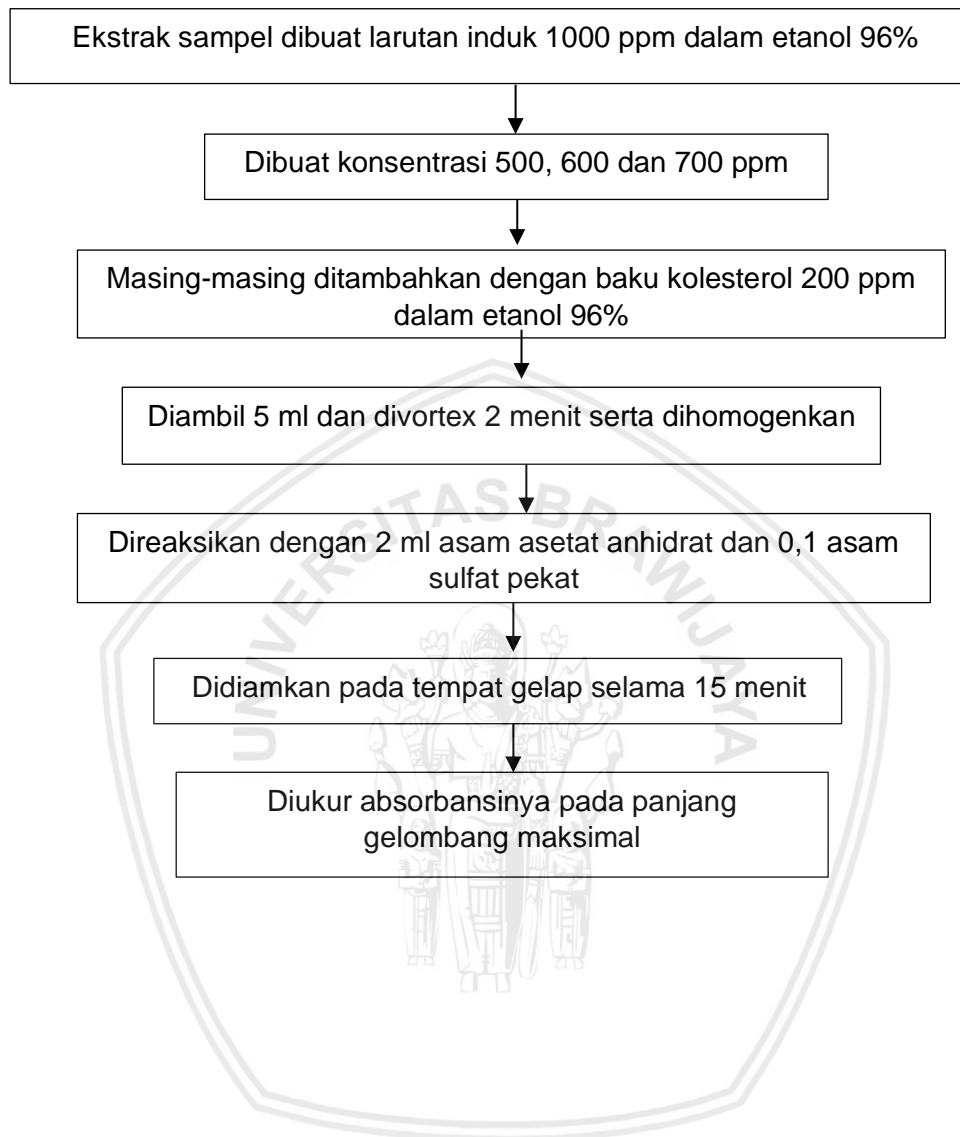 Ekstrak sampel dibuat larutan induk 1000 ppm dalam etanol 96%
Dibuat konsentrasi 500, 600 dan 700 ppm
Masing-masing ditambahkan dengan baku kolesterol 200 ppm
dalam etanol 96%
Diambil 5 ml dan divortex 2 menit serta dihomogenkan
Direaksikan dengan 2 ml asam asetat anhidrat dan 0,1 asam
sulfat pekat
Didiamkan pada tempat gelap selama 15 menit
Diukur absorbansinya pada panjang
gelombang maksimal
UNIVERSITAS BRAWIJAYA